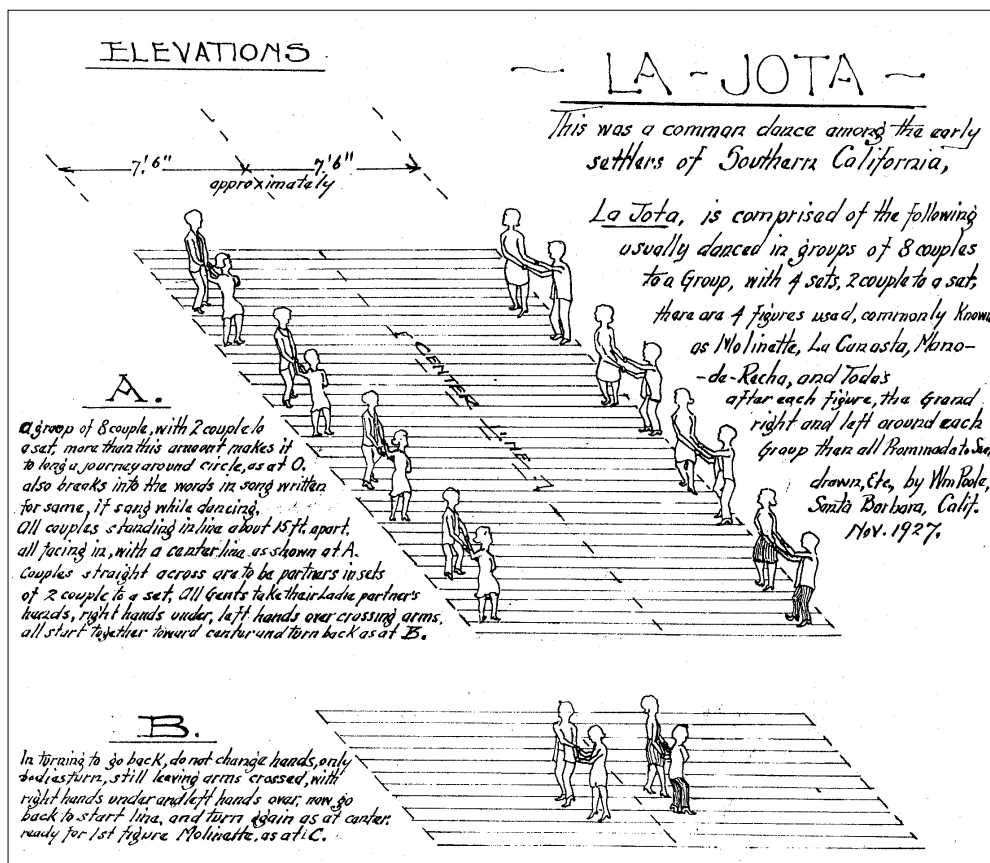 ELEVATIONS
~ LA - JOTA ~
This was a common dance among the early
settlers of Southern California,
7'.6" 7'.6"
approximately
La Jota, is comprised of the following
usually danced in groups of 8 couples
to a Group, with 4 sets, 2 couple to a set,
there are 4 figures used, commonly Known
as Molinette, La Canasta, Mano-
-de-Recha, and Todas
after each figure, the Grand
right and left around each
Group then all Prominadato
drawn, Etc, by Wm Poole,
Santa Barbara, Calif.
Nov. 1927.
CENTER LINE
A.
a group of 8 couple, with 2 couple to
a set, more than this amount makes it
to long a journey around circle, as at O.
also breaks into the words in song written
for same, if song while dancing.
All couples standing in line about 15 ft. apart.
all facing in, with a center line as shown at A.
Couples straight across are to be partners in sets
of 2 couple to a set, All Gents take their Ladie partner's
hands, right hands under, left hands over crossing arms,
all start together toward centur and turn back as at B.
B.
In turning to go back, do not change hands, only
bodies turn, still leaving arms crossed, with
right hands under and left hands over, now go
back to start line, and turn again as at canter.
ready for 1st figure Molinette, as at C.